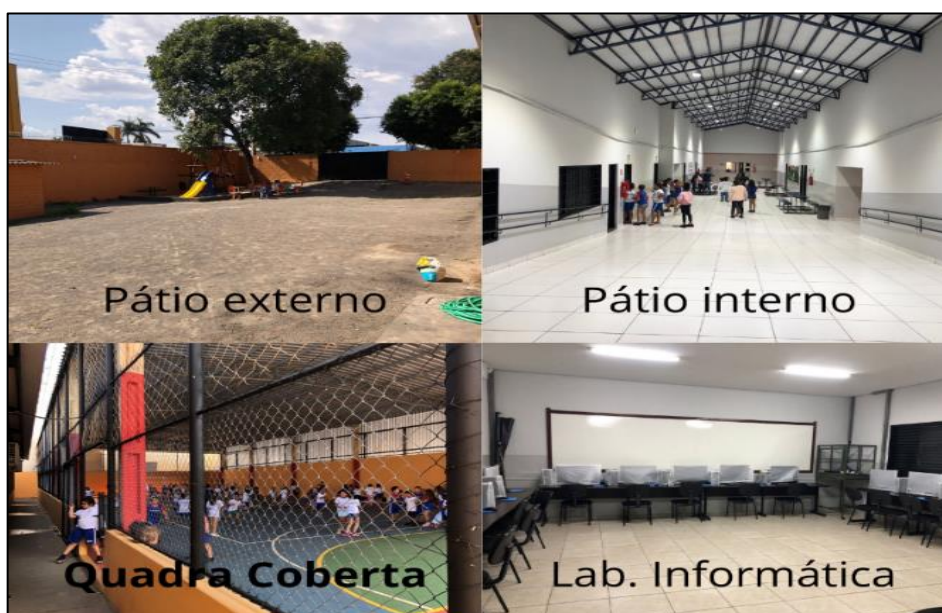 Pátio externo
Pátio interno
Quadra Coberta
Lab. Informática